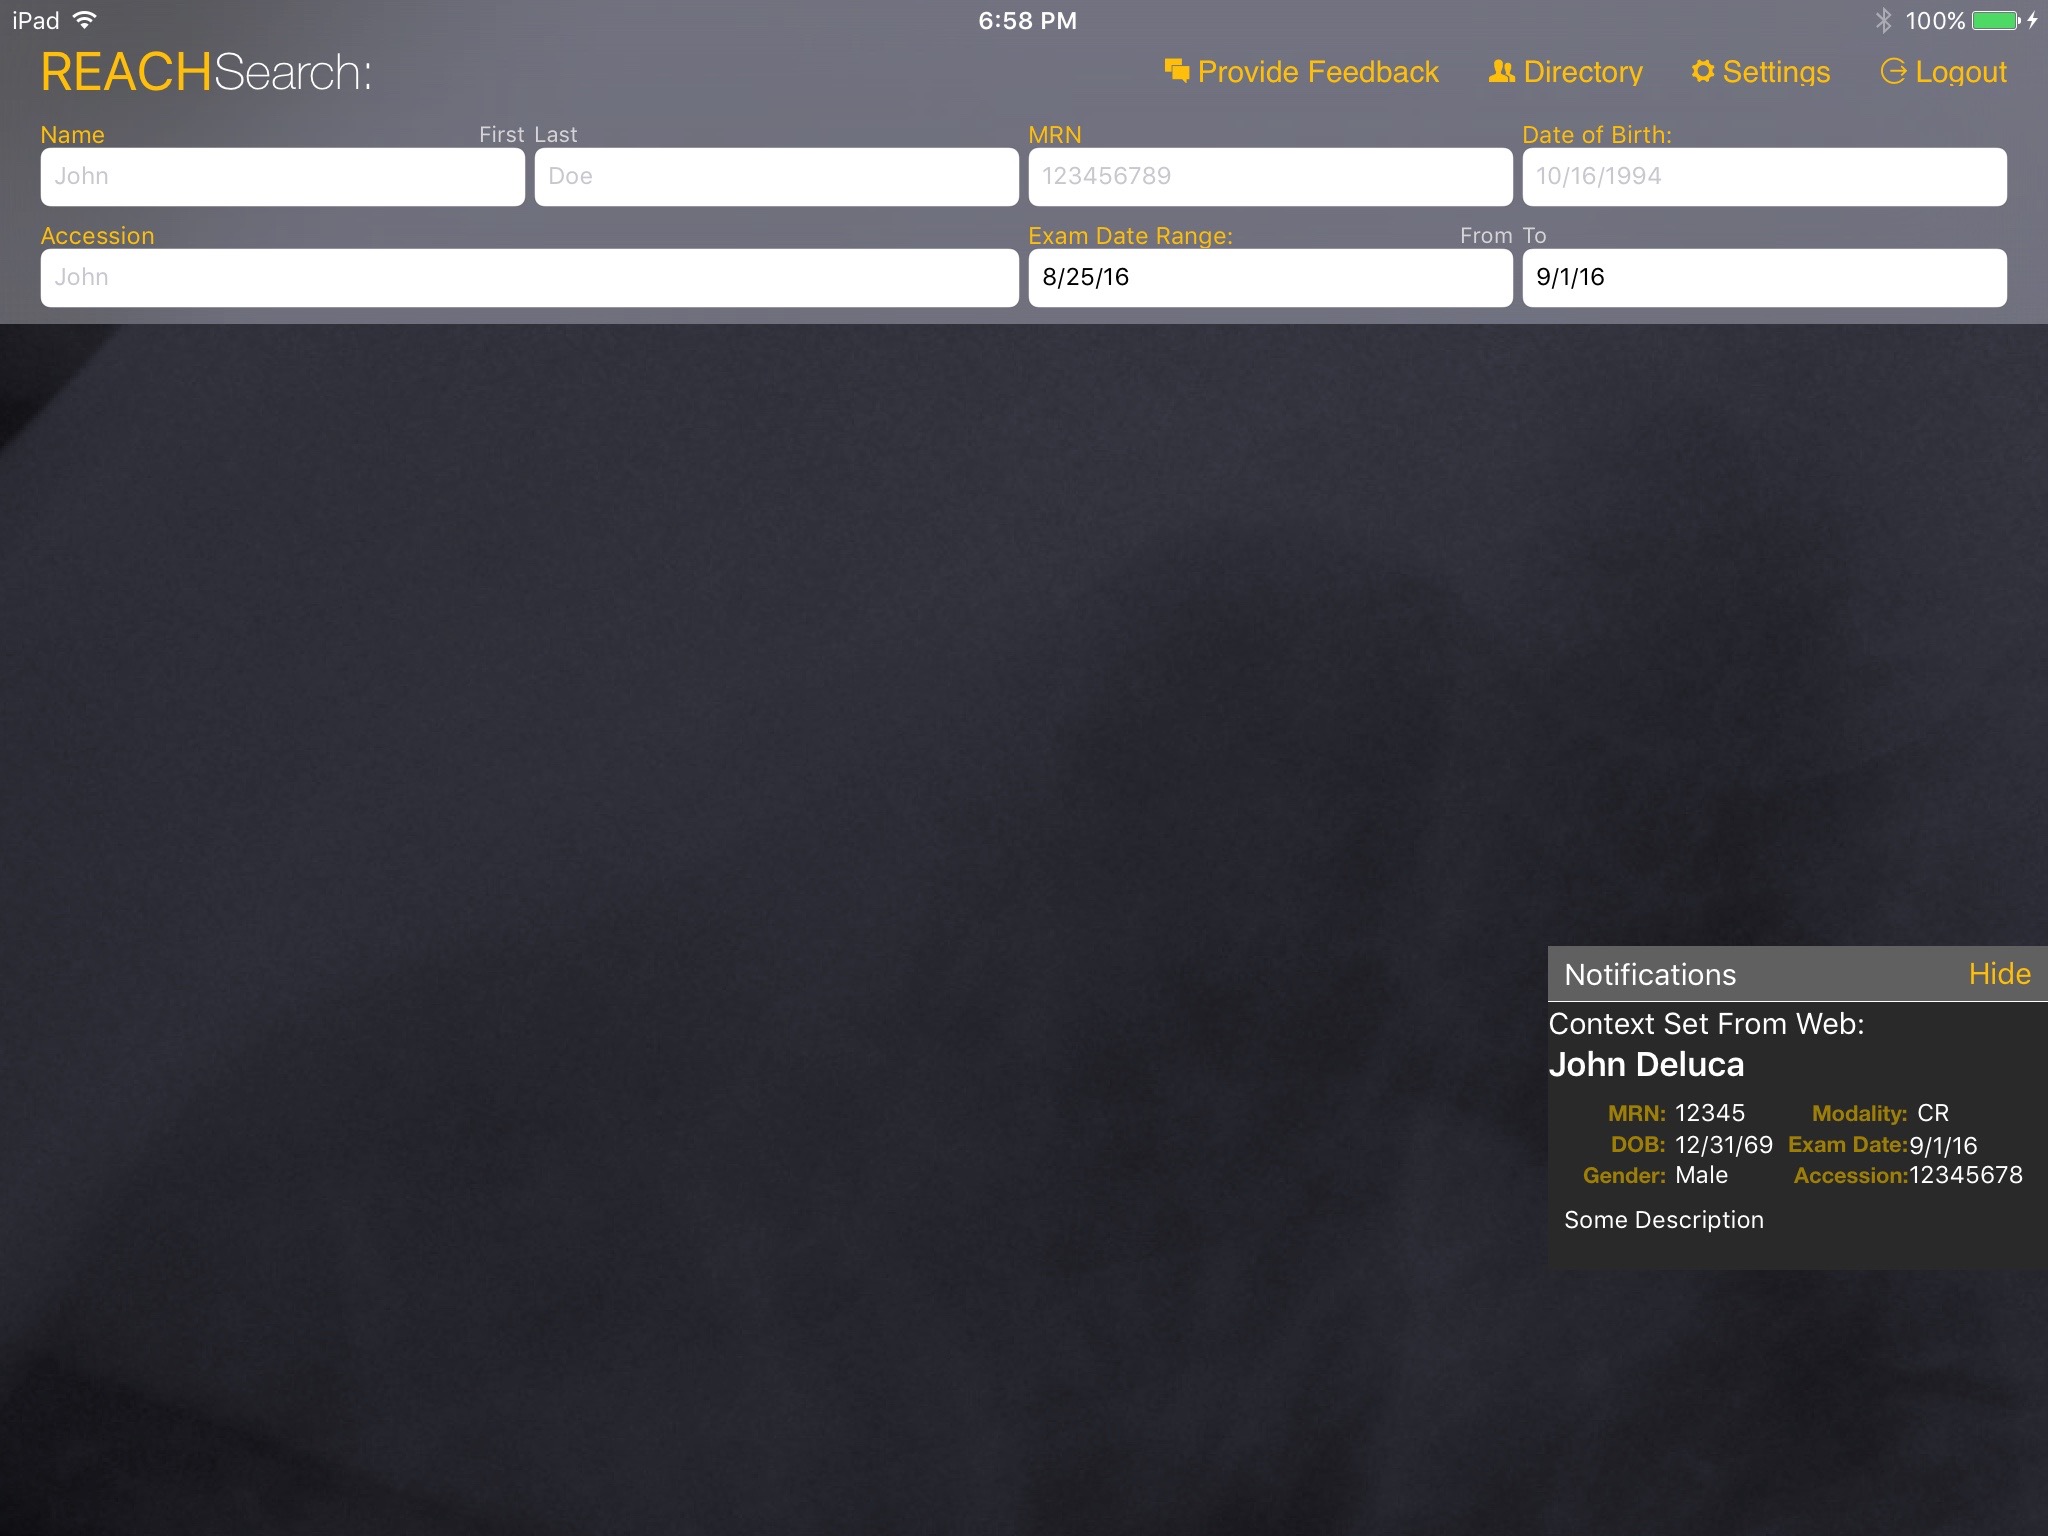 iPad 6:58 PM 100%
REACHSearch: Provide Feedback Directory Settings Logout
Name First Last MRN Date of Birth:
John Doe 123456789 10/16/1994
Accession Exam Date Range: From To
John 8/25/16 9/1/16
Notifications Hide
Context Set From Web:
John Deluca
MRN: 12345 Modality: CR
DOB: 12/31/69 Exam Date:9/1/16
Gender: Male Accession:12345678
Some Description